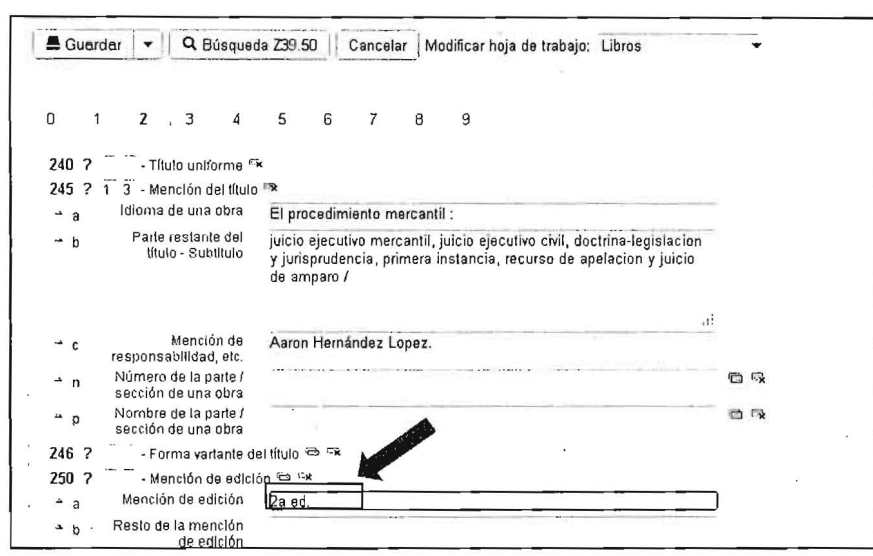 Guardar Búsqueda Z39.50 Cancelar Modificar hoja de trabajo: Libros
0 1 2 3 4 5 6 7 8 9
240 ? - Título uniforme
245 ? 1 3 - Mención del título
a Idioma de una obra El procedimiento mercantil :
b Parte restante del juicio ejecutivo mercantil, juicio ejecutivo civil, doctrina-legislacion
título - Subtítulo y jurisprudencia, primera instancia, recurso de apelacion y juicio
de amparo /
c Mención de Aaron Hernández Lopez.
responsabilidad, etc.
n Número de la parte /
sección de una obra
p Nombre de la parte /
sección de una obra
246 ? - Forma variante del título
250 ? - Mención de edición
a Mención de edición 2a ed.
b Resto de la mención
de edición